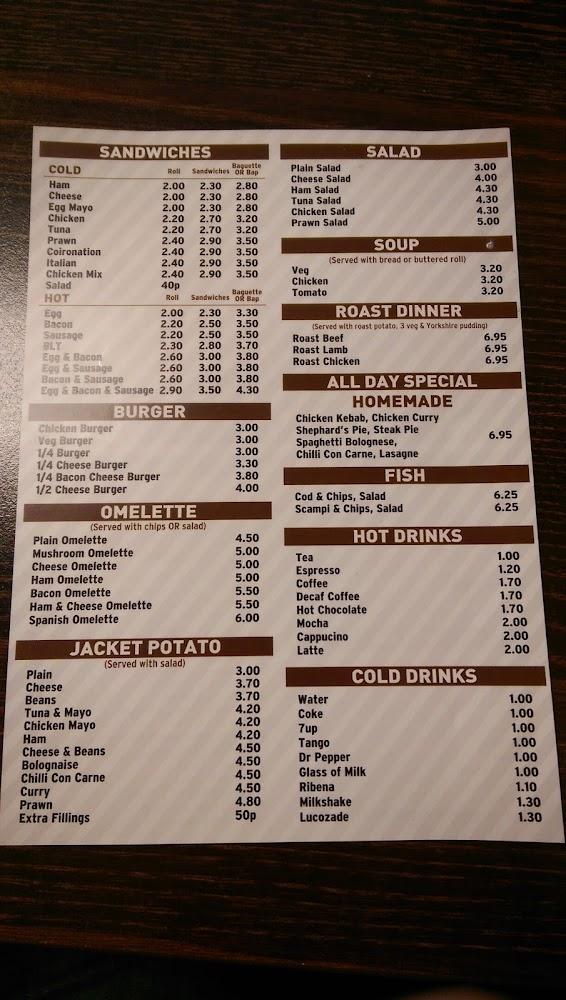 SANDWICHES
COLD Roll Sandwiches Baguette OR Bap
Ham 2.00 2.30 2.80
Cheese 2.00 2.30 2.80
Egg Mayo 2.00 2.30 2.80
Chicken 2.20 2.70 3.20
Tuna 2.20 2.70 3.20
Prawn 2.40 2.90 3.50
Coironation 2.40 2.90 3.50
Italian 2.40 2.90 3.50
Chicken Mix 2.40 2.90 3.50
Salad 40p
HOT Roll Sandwiches Baguette OR Bap
Egg 2.00 2.30 3.30
Bacon 2.20 2.50 3.50
Sausage 2.20 2.50 3.50
BLT 2.30 2.80 3.70
Egg & Bacon 2.60 3.00 3.80
Egg & Sausage 2.60 3.00 3.80
Bacon & Sausage 2.60 3.00 3.80
Egg & Bacon & Sausage 2.90 3.50 4.30
BURGER
Chicken Burger 3.00
Veg Burger 3.00
1/4 Burger 3.00
1/4 Cheese Burger 3.30
1/4 Bacon Cheese Burger 3.80
1/2 Cheese Burger 4.00
OMELETTE
(Served with chips OR salad)
Plain Omelette 4.50
Mushroom Omelette 5.00
Cheese Omelette 5.00
Ham Omelette 5.00
Bacon Omelette 5.50
Ham & Cheese Omelette 5.50
Spanish Omelette 6.00
JACKET POTATO
(Served with salad)
Plain 3.00
Cheese 3.70
Beans 3.70
Tuna & Mayo 4.20
Chicken Mayo 4.20
Ham 4.20
Cheese & Beans 4.50
Bolognaise 4.50
Chilli Con Carne 4.50
Curry 4.50
Prawn 4.80
Extra Fillings 50p
SALAD
Plain Salad 3.00
Cheese Salad 4.00
Ham Salad 4.30
Tuna Salad 4.30
Chicken Salad 4.30
Prawn Salad 5.00
SOUP
(Served with bread or buttered roll)
Veg 3.20
Chicken 3.20
Tomato 3.20
ROAST DINNER
(Served with roast potato, 3 veg & Yorkshire pudding)
Roast Beef 6.95
Roast Lamb 6.95
Roast Chicken 6.95
ALL DAY SPECIAL
HOMEMADE
Chicken Kebab, Chicken Curry
Shephard's Pie, Steak Pie
Spaghetti Bolognese, 6.95
Chilli Con Carne, Lasagne
FISH
Cod & Chips, Salad 6.25
Scampi & Chips, Salad 6.25
HOT DRINKS
Tea 1.00
Espresso 1.20
Coffee 1.70
Decaf Coffee 1.70
Hot Chocolate 1.70
Mocha 2.00
Cappucino 2.00
Latte 2.00
COLD DRINKS
Water 1.00
Coke 1.00
7up 1.00
Tango 1.00
Dr Pepper 1.00
Glass of Milk 1.00
Ribena 1.10
Milkshake 1.30
Lucozade 1.30